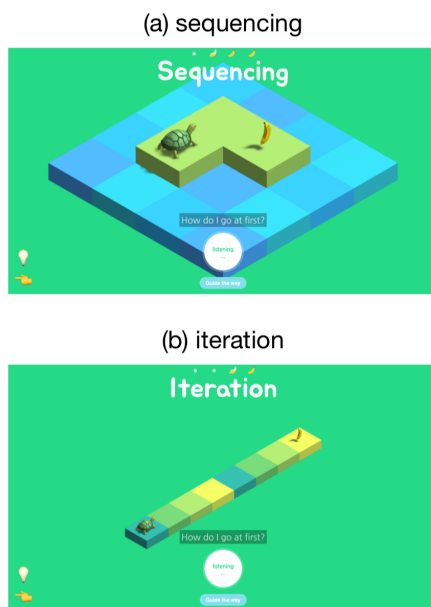 (a) sequencing
Sequencing
How do I go at first?
listening
...
Guide the way
(b) iteration
Iteration
How do I go at first?
listening
...
Guide the way